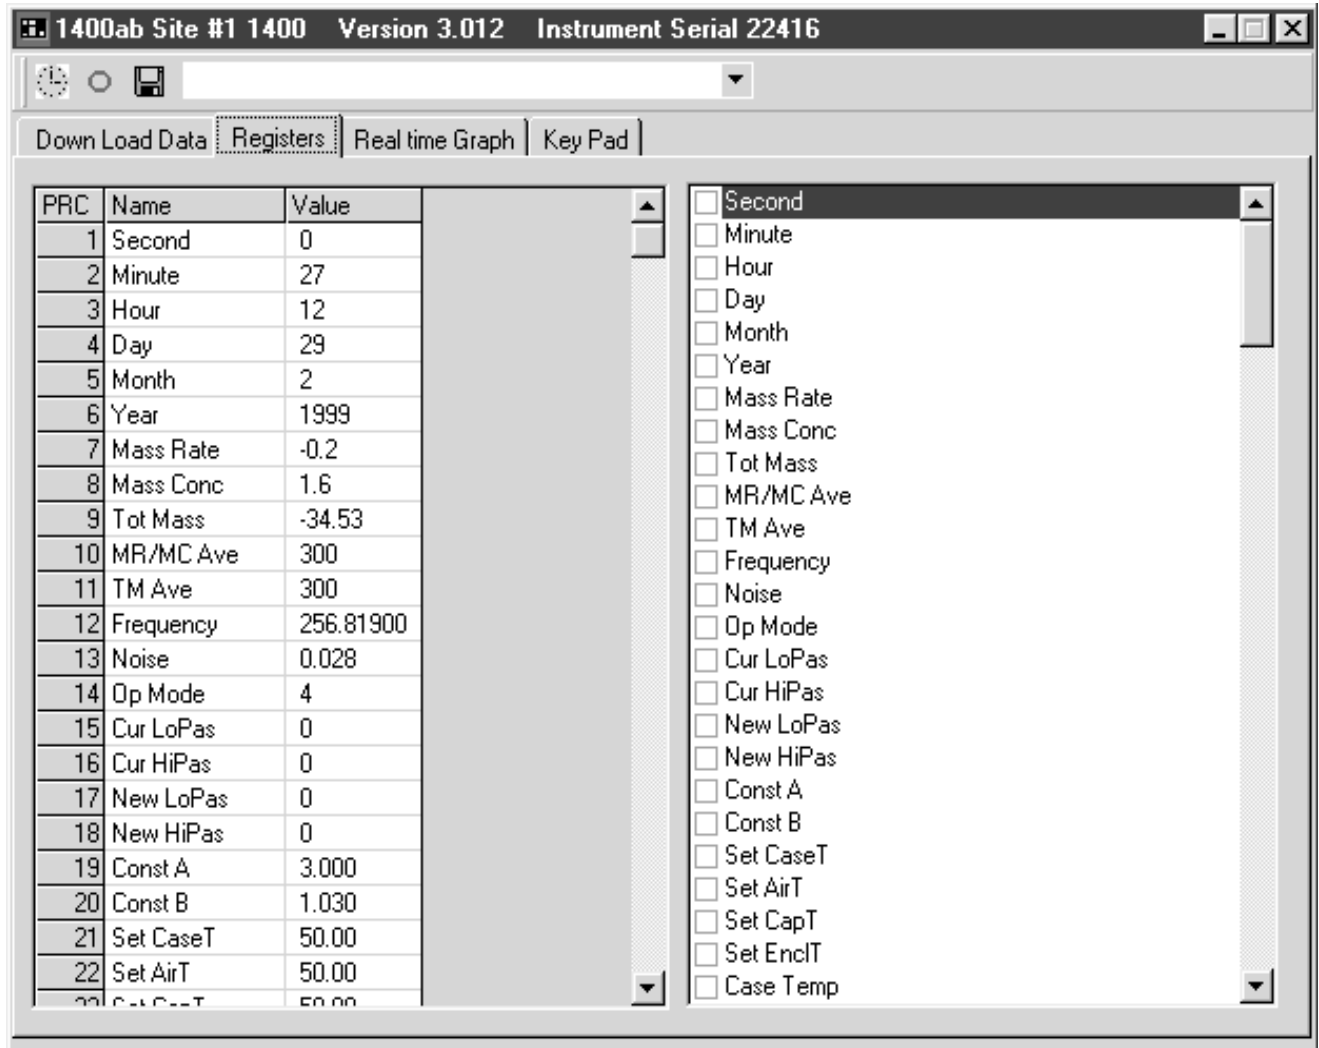 1400ab Site #1 1400 Version 3.012 Instrument Serial 22416
Down Load Data Registers Real time Graph Key Pad
PRC Name Value
1 Second 0
2 Minute 27
3 Hour 12
4 Day 29
5 Month 2
6 Year 1999
7 Mass Rate -0.2
8 Mass Conc 1.6
9 Tot Mass -34.53
10 MR/MC Ave 300
11 TM Ave 300
12 Frequency 256.81900
13 Noise 0.028
14 Op Mode 4
15 Cur LoPas 0
16 Cur HiPas 0
17 New LoPas 0
18 New HiPas 0
19 Const A 3.000
20 Const B 1.030
21 Set CaseT 50.00
22 Set AirT 50.00
23 Set CapT 50.00
Second
Minute
Hour
Day
Month
Year
Mass Rate
Mass Conc
Tot Mass
MR/MC Ave
TM Ave
Frequency
Noise
Op Mode
Cur LoPas
Cur HiPas
New LoPas
New HiPas
Const A
Const B
Set CaseT
Set AirT
Set CapT
Set EnclT
Case Temp